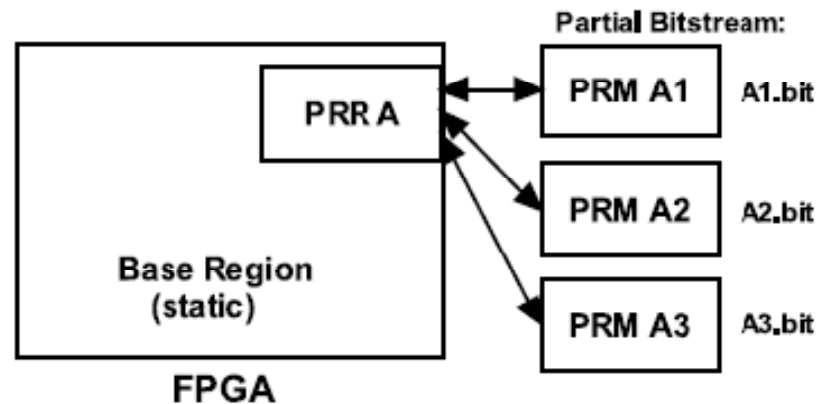 Partial Bitstream:
PRR A
PRM A1
A1.bit
PRM A2
A2.bit
Base Region
(static)
PRM A3
A3.bit
FPGA